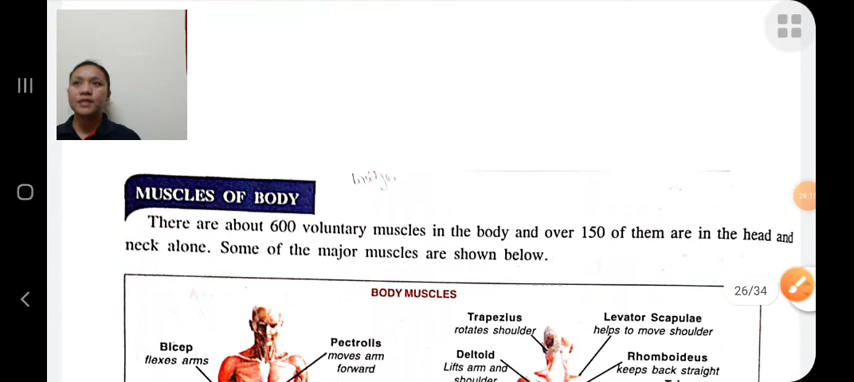 MUSCLES OF BODY
There are about 600 voluntary muscles in the body and over 150 of them are in the head and
neck alone. Some of the major muscles are shown below.
26/34
BODY MUSCLES
Trapezius
rotates shoulder
Levator Scapulae
helps to move shoulder
Bicep
flexes arms
Pectrolis
moves arm
forward
Deltoid
Lifts arm and
shoulder
Rhomboideus
keeps back straight